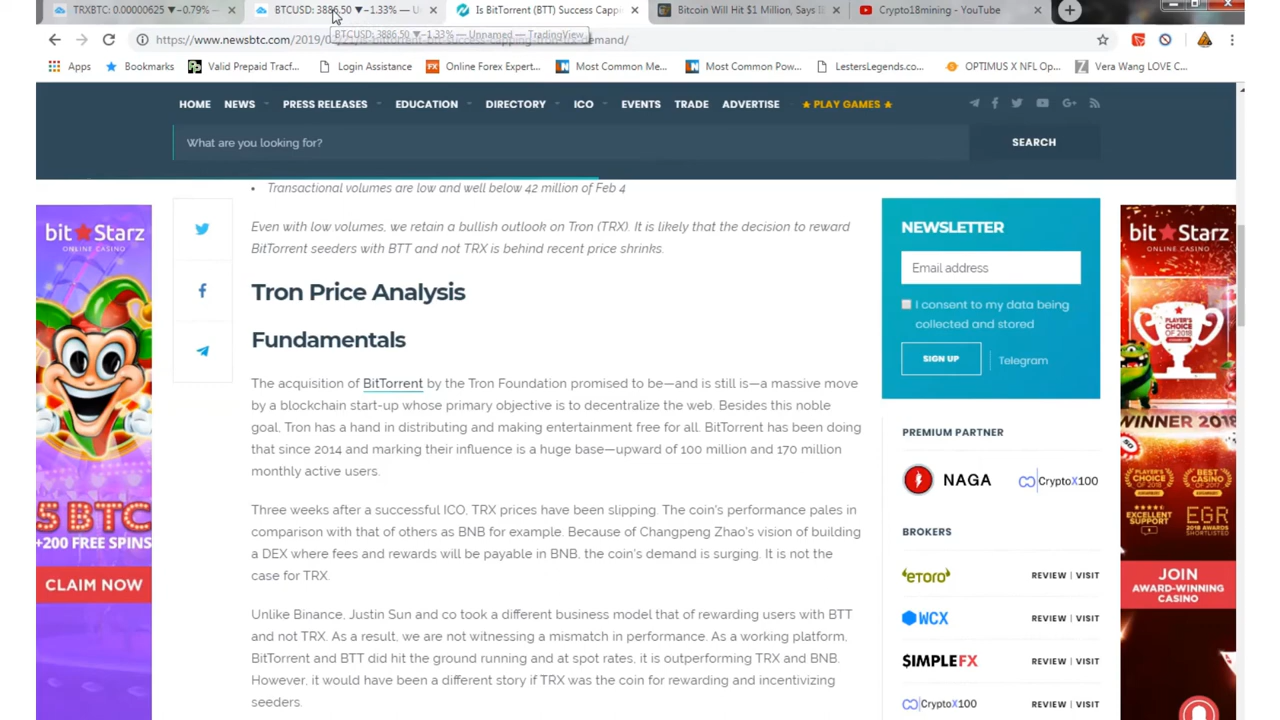 TRXBTC: 0.00000625 ▼−0.79%
BTCUSD: 3886.50 ▼−1.33% — U
Is BitTorrent (BTT) Success Cappi
Bitcoin Will Hit $1 Million, Says
Crypto18mining - YouTube
https://www.newsbtc.com/2019/0
demand/
BTCUSD: 3886.50 ▼−1.33% — Unnamed — TradingView
Apps
Bookmarks
Valid Prepaid Tracf...
Login Assistance
Online Forex Expert...
Most Common Me...
Most Common Pow...
LestersLegends.co...
OPTIMUS X NFL Op...
Vera Wang LOVE C...
HOME
NEWS
PRESS RELEASES
EDUCATION
DIRECTORY
ICO
EVENTS
TRADE
ADVERTISE
★ PLAY GAMES ★
What are you looking for?
SEARCH
• Transactional volumes are low and well below 42 million of Feb 4
Even with low volumes, we retain a bullish outlook on Tron (TRX). It is likely that the decision to reward
BitTorrent seeders with BTT and not TRX is behind recent price shrinks.
Tron Price Analysis
Fundamentals
The acquisition of BitTorrent by the Tron Foundation promised to be—and is still is—a massive move
by a blockchain start-up whose primary objective is to decentralize the web. Besides this noble
goal, Tron has a hand in distributing and making entertainment free for all. BitTorrent has been doing
that since 2014 and marking their influence is a huge base—upward of 100 million and 170 million
monthly active users.
Three weeks after a successful ICO, TRX prices have been slipping. The coin's performance pales in
comparison with that of others as BNB for example. Because of Changpeng Zhao's vision of building
a DEX where fees and rewards will be payable in BNB, the coin's demand is surging. It is not the
case for TRX.
Unlike Binance, Justin Sun and co took a different business model that of rewarding users with BTT
and not TRX. As a result, we are not witnessing a mismatch in performance. As a working platform,
BitTorrent and BTT did hit the ground running and at spot rates, it is outperforming TRX and BNB.
However, it would have been a different story if TRX was the coin for rewarding and incentivizing
seeders.
NEWSLETTER
Email address
I consent to my data being
collected and stored
SIGN UP
Telegram
PREMIUM PARTNER
NAGA
CryptoX100
BROKERS
eTORO
REVIEW | VISIT
WCX
REVIEW | VISIT
SIMPLEFX
REVIEW | VISIT
CryptoX100
REVIEW | VISIT
bit★Starz
ONLINE CASINO
5 BTC
+200 FREE SPINS
CLAIM NOW
bit★Starz
ONLINE CASINO
PLAYER'S
CHOICE
OF 2018
WINNER 2018
PLAYER'S
CHOICE OF 2018
BEST
CASINO
EXCELLENT
SUPPORT
EGR
SHORTLISTED
JOIN
AWARD-WINNING
CASINO